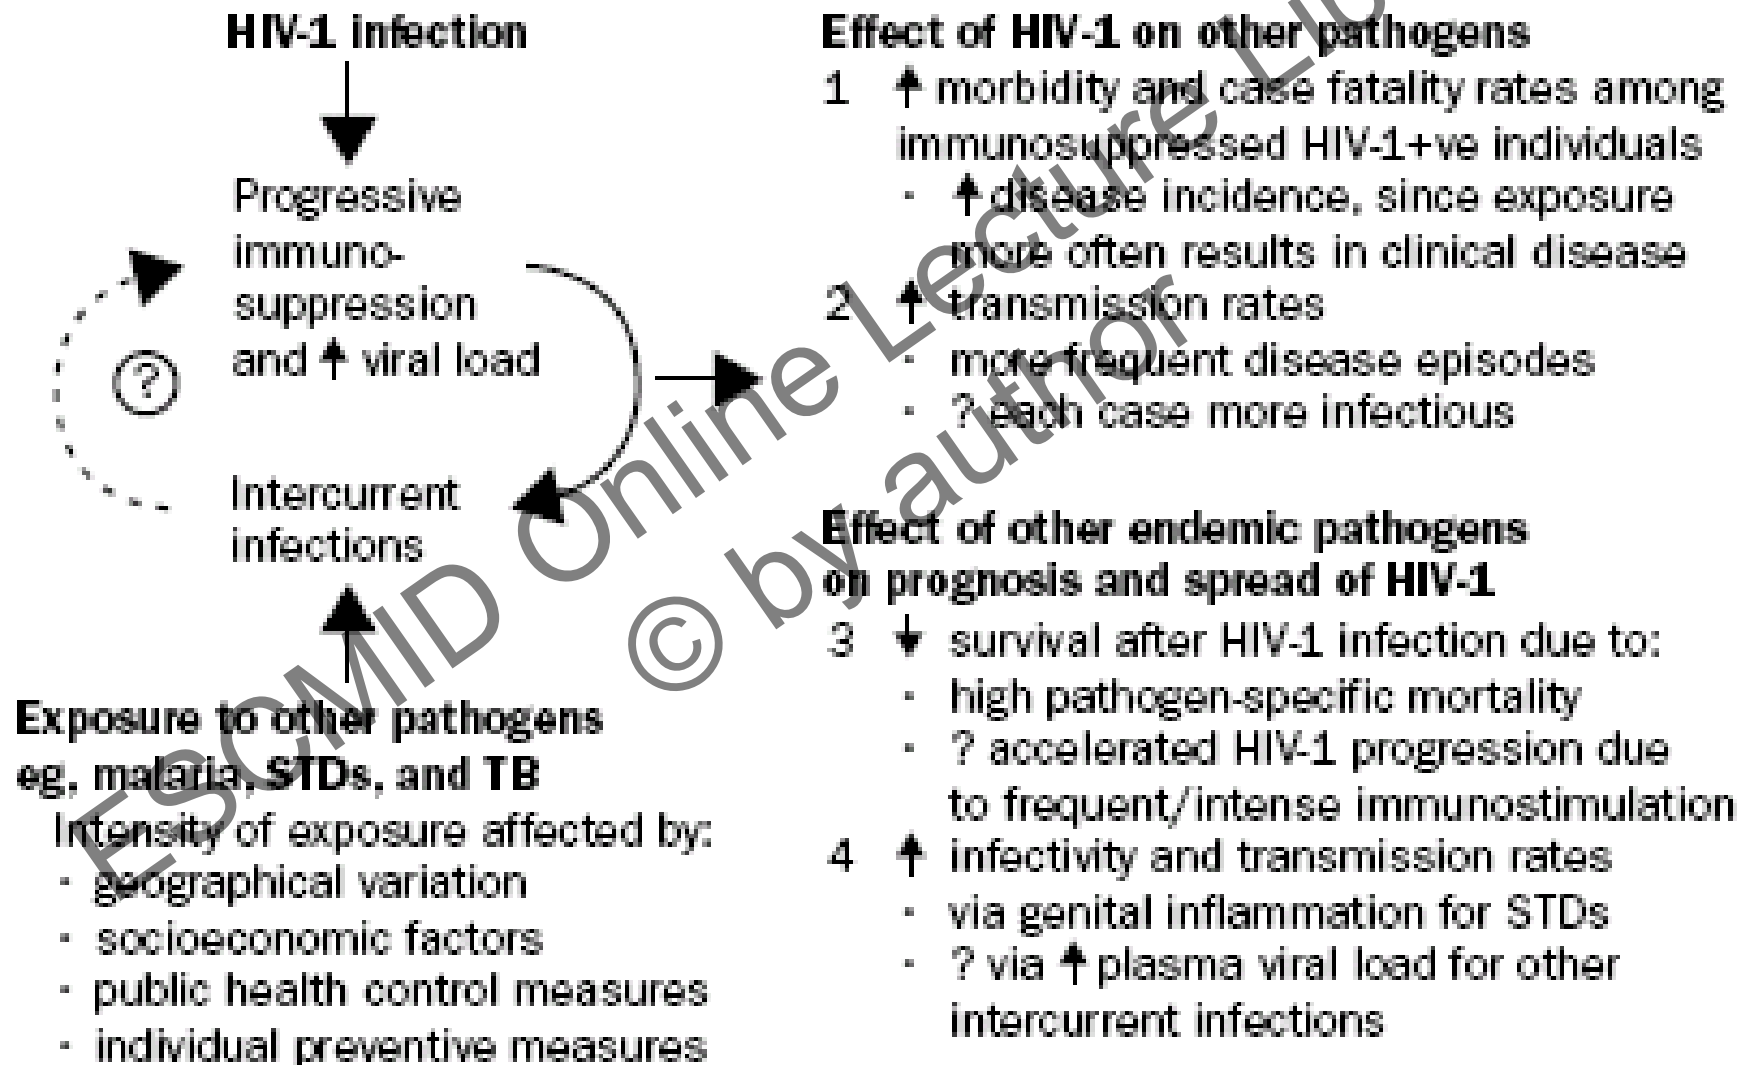 HIV-1 infection
Progressive
immuno-
suppression
and ↑ viral load
?
Intercurrent
infections
Exposure to other pathogens
eg, malaria, STDs, and TB
Intensity of exposure affected by:
· geographical variation
· socioeconomic factors
· public health control measures
· individual preventive measures
Effect of HIV-1 on other pathogens
1 ↑ morbidity and case fatality rates among
immunosuppressed HIV-1+ve individuals
· ↑ disease incidence, since exposure
more often results in clinical disease
2 ↑ transmission rates
· more frequent disease episodes
· ? each case more infectious
Effect of other endemic pathogens
on prognosis and spread of HIV-1
3 ↓ survival after HIV-1 infection due to:
· high pathogen-specific mortality
· ? accelerated HIV-1 progression due
to frequent/intense immunostimulation
4 ↑ infectivity and transmission rates
· via genital inflammation for STDs
· ? via ↑ plasma viral load for other
intercurrent infections
ESCMID Online Lecture
© by author